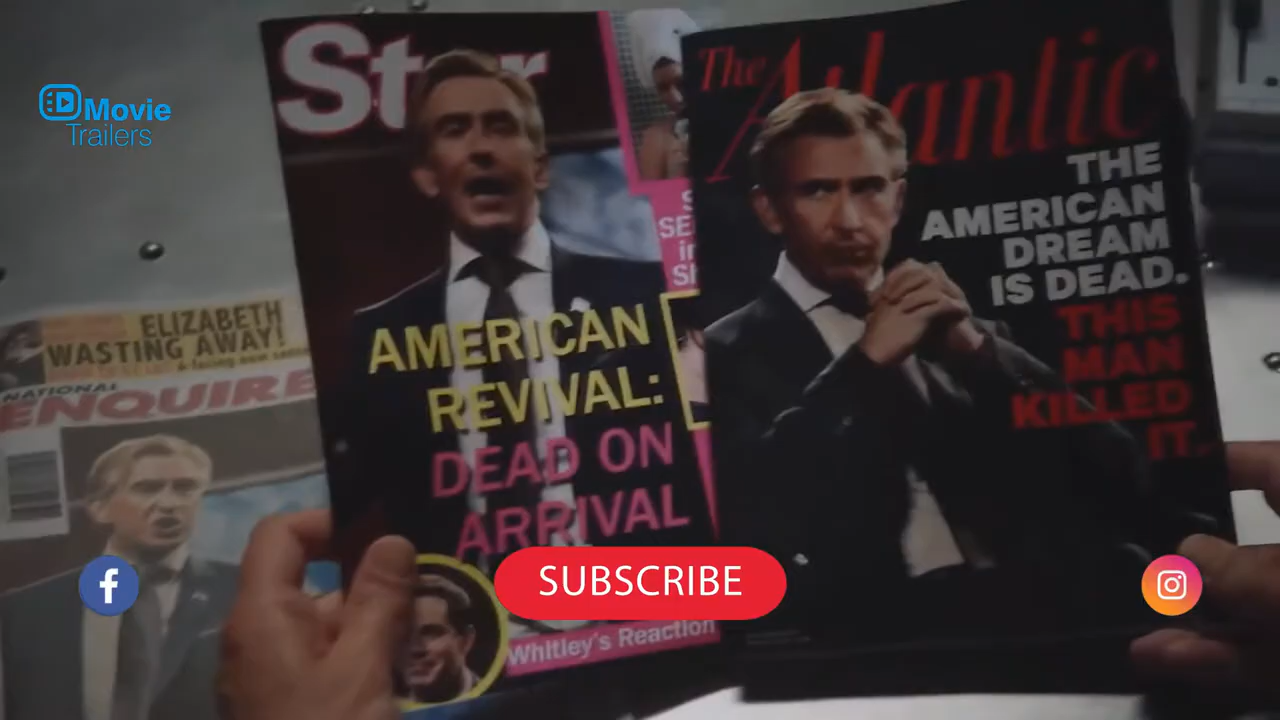 Movie
Trailers
Star
The Atlantic
THE
AMERICAN
DREAM
IS DEAD.
THIS
MAN
KILLED
IT.
AMERICAN
REVIVAL:
DEAD ON
ARRIVAL
Whitley's Reaction
ELIZABETH
WASTING AWAY!
NATIONAL
ENQUIRE
SUBSCRIBE